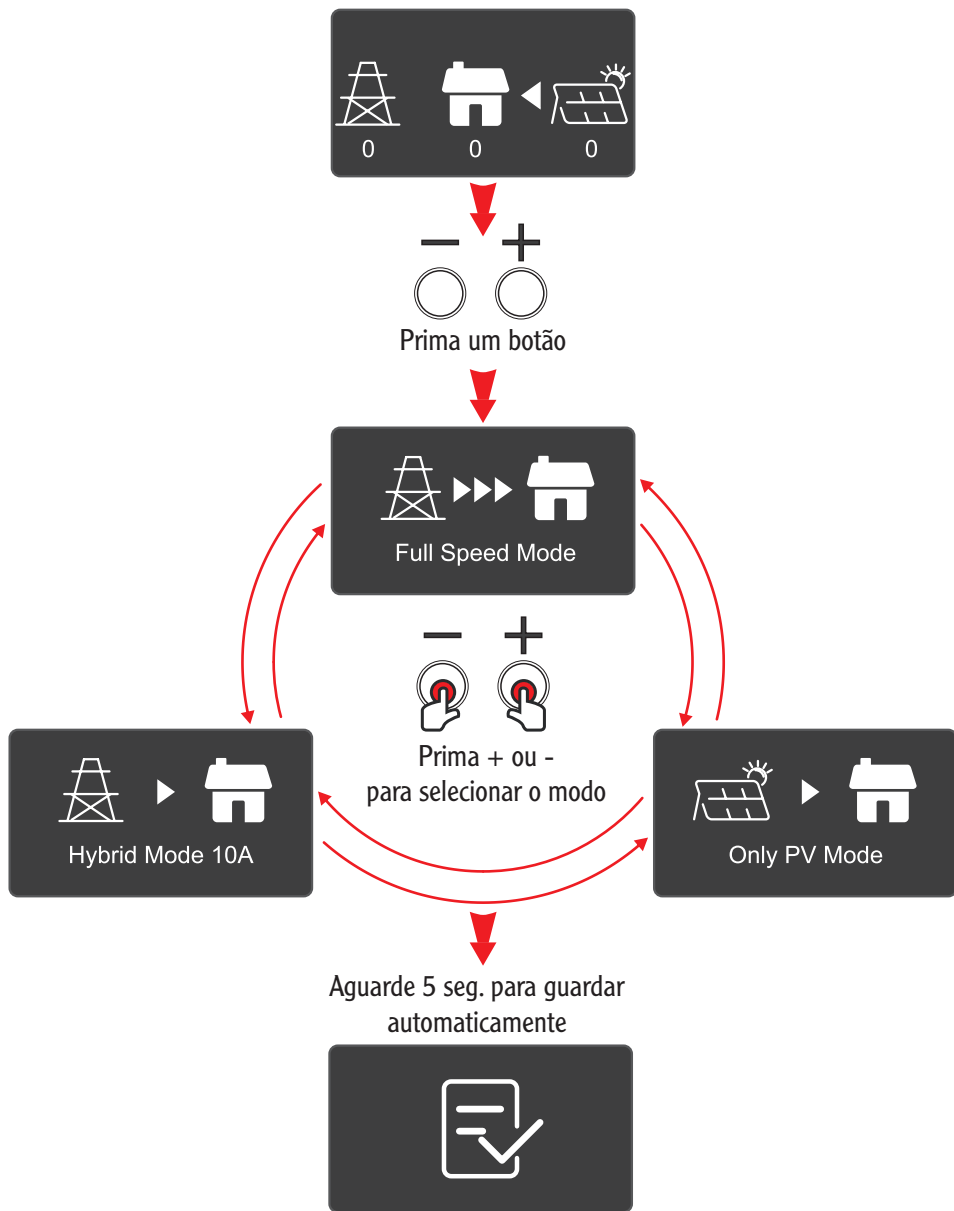 0 0 0
− +
Prima um botão
Full Speed Mode
− +
Prima + ou -
para selecionar o modo
Hybrid Mode 10A
Only PV Mode
Aguarde 5 seg. para guardar
automaticamente